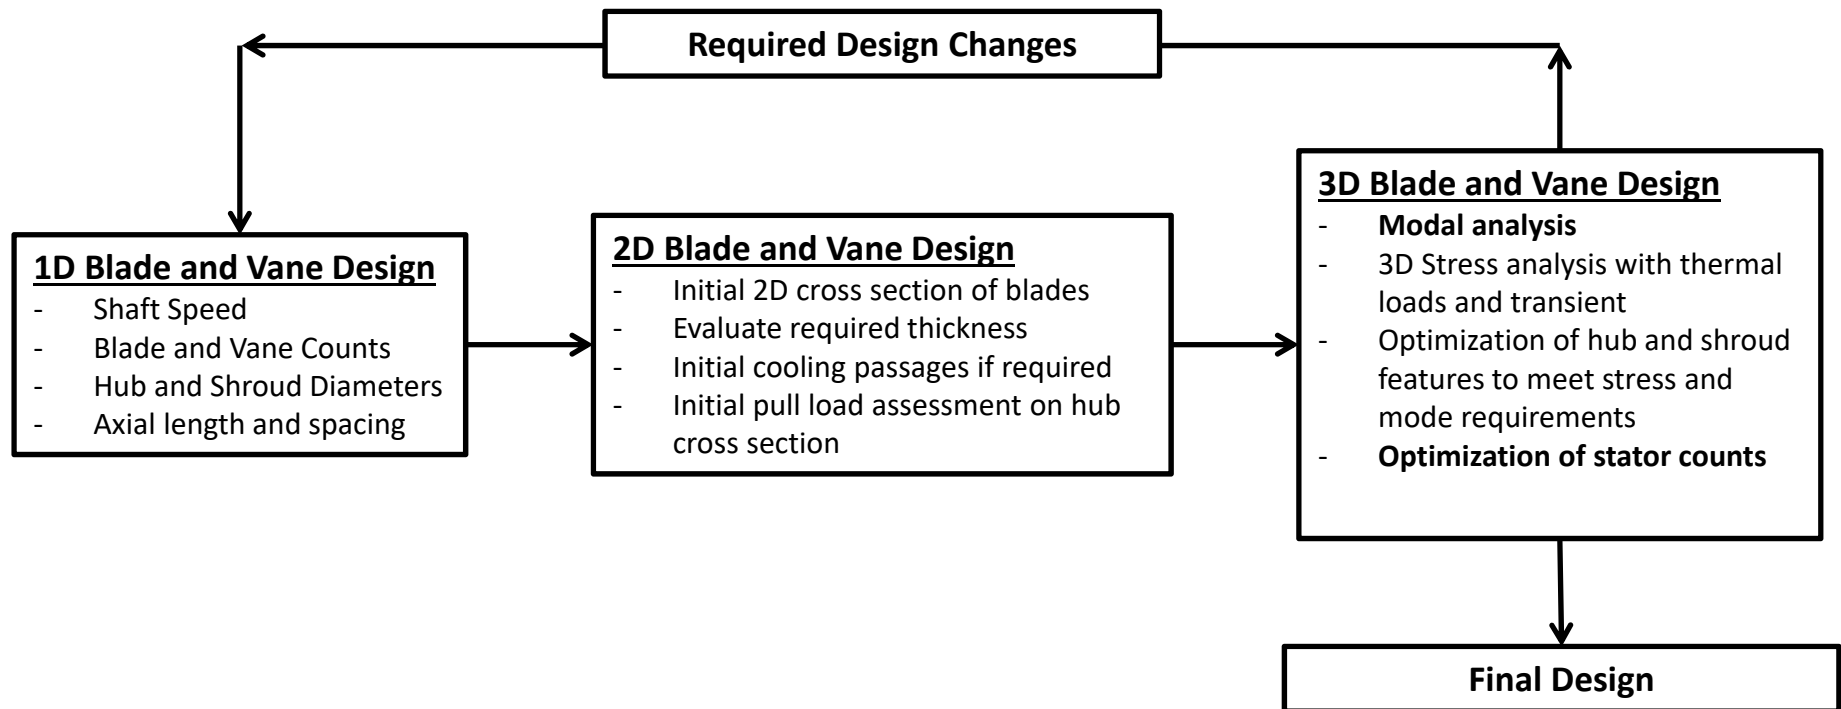 Required Design Changes
1D Blade and Vane Design
- Shaft Speed
- Blade and Vane Counts
- Hub and Shroud Diameters
- Axial length and spacing
2D Blade and Vane Design
- Initial 2D cross section of blades
- Evaluate required thickness
- Initial cooling passages if required
- Initial pull load assessment on hub
cross section
3D Blade and Vane Design
- Modal analysis
- 3D Stress analysis with thermal
loads and transient
- Optimization of hub and shroud
features to meet stress and
mode requirements
- Optimization of stator counts
Final Design